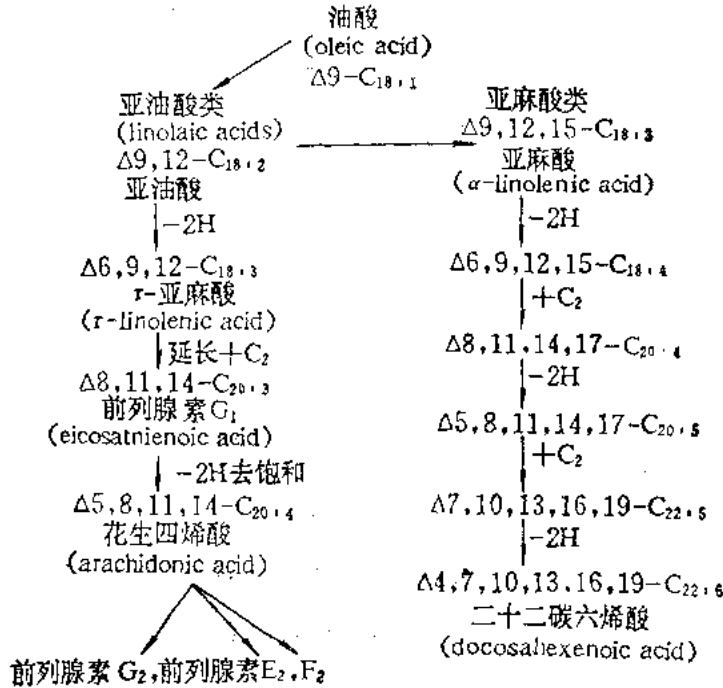 油酸
(oleic acid)
Δ9-C₁₈,₁
亚油酸类
(linolaic acids)
Δ9,12-C₁₈,₂
亚油酸
-2H
Δ6,9,12-C₁₈,₃
τ-亚麻酸
(τ-linolenic acid)
延长+C₂
Δ8,11,14-C₂₀,₃
前列腺素G₁
(eicosatnienoic acid)
-2H去饱和
Δ5,8,11,14-C₂₀,₄
花生四烯酸
(arachidonic acid)
前列腺素G₂,前列腺素E₂,F₂
亚麻酸类
Δ9,12,15-C₁₈,₃
亚麻酸
(α-linolenic acid)
-2H
Δ6,9,12,15-C₁₈,₄
+C₂
Δ8,11,14,17-C₂₀,₄
-2H
Δ5,8,11,14,17-C₂₀,₅
+C₂
Δ7,10,13,16,19-C₂₂,₅
-2H
Δ4,7,10,13.16,19-C₂₂,₆
二十二碳六烯酸
(docosahexenoic acid)